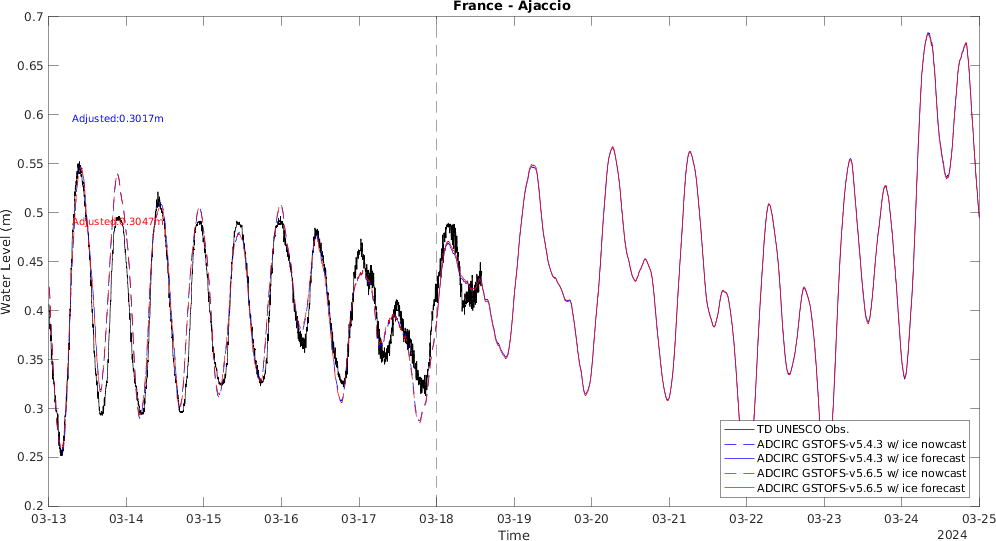 France - Ajaccio
0.7
0.65
0.6
0.55
0.5
0.45
0.4
0.35
0.3
0.25
0.2
Water Level (m)
Adjusted:0.3017m
Adjusted:0.3047m
TD UNESCO Obs.
ADCIRC GSTOFS-v5.4.3 w/ ice nowcast
ADCIRC GSTOFS-v5.4.3 w/ ice forecast
ADCIRC GSTOFS-v5.6.5 w/ ice nowcast
ADCIRC GSTOFS-v5.6.5 w/ ice forecast
03-13 03-14 03-15 03-16 03-17 03-18 03-19 03-20 03-21 03-22 03-23 03-24 03-25
Time
2024